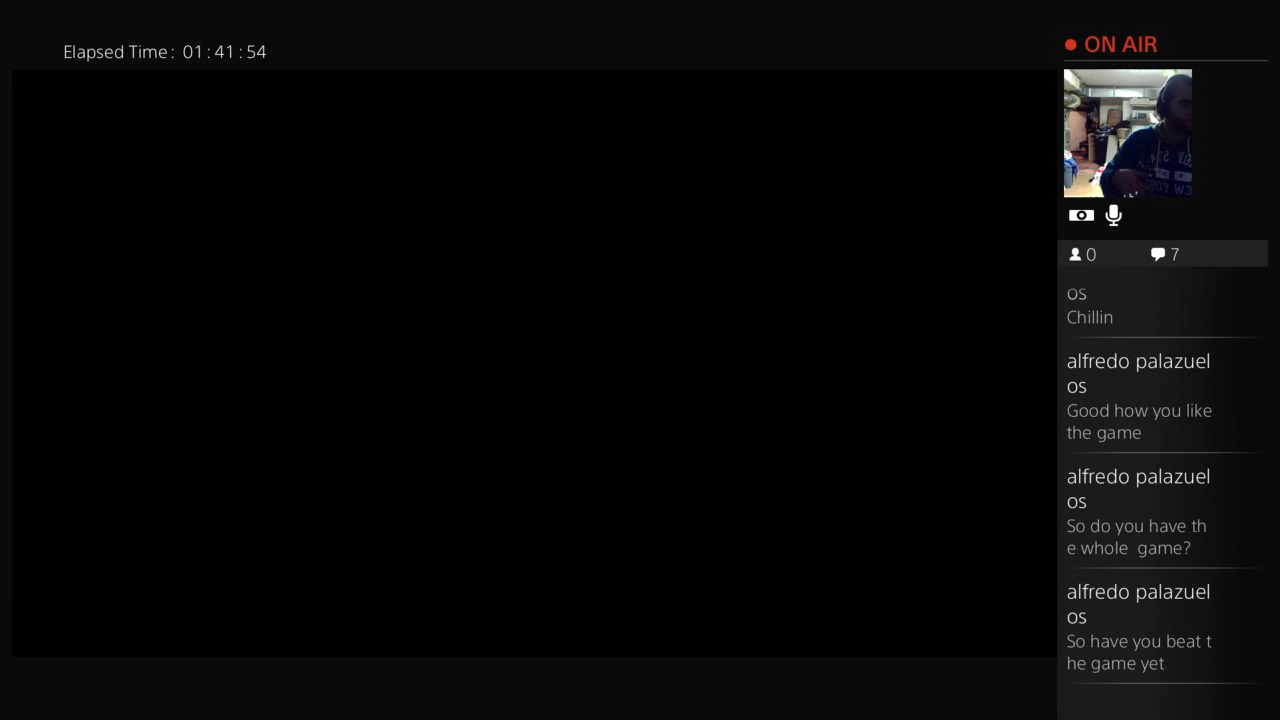 Elapsed Time: 01:41:54
ON AIR
0 7
os
Chillin
alfredo palazuel
os
Good how you like
the game
alfredo palazuel
os
So do you have th
e whole game?
alfredo palazuel
os
So have you beat t
he game yet